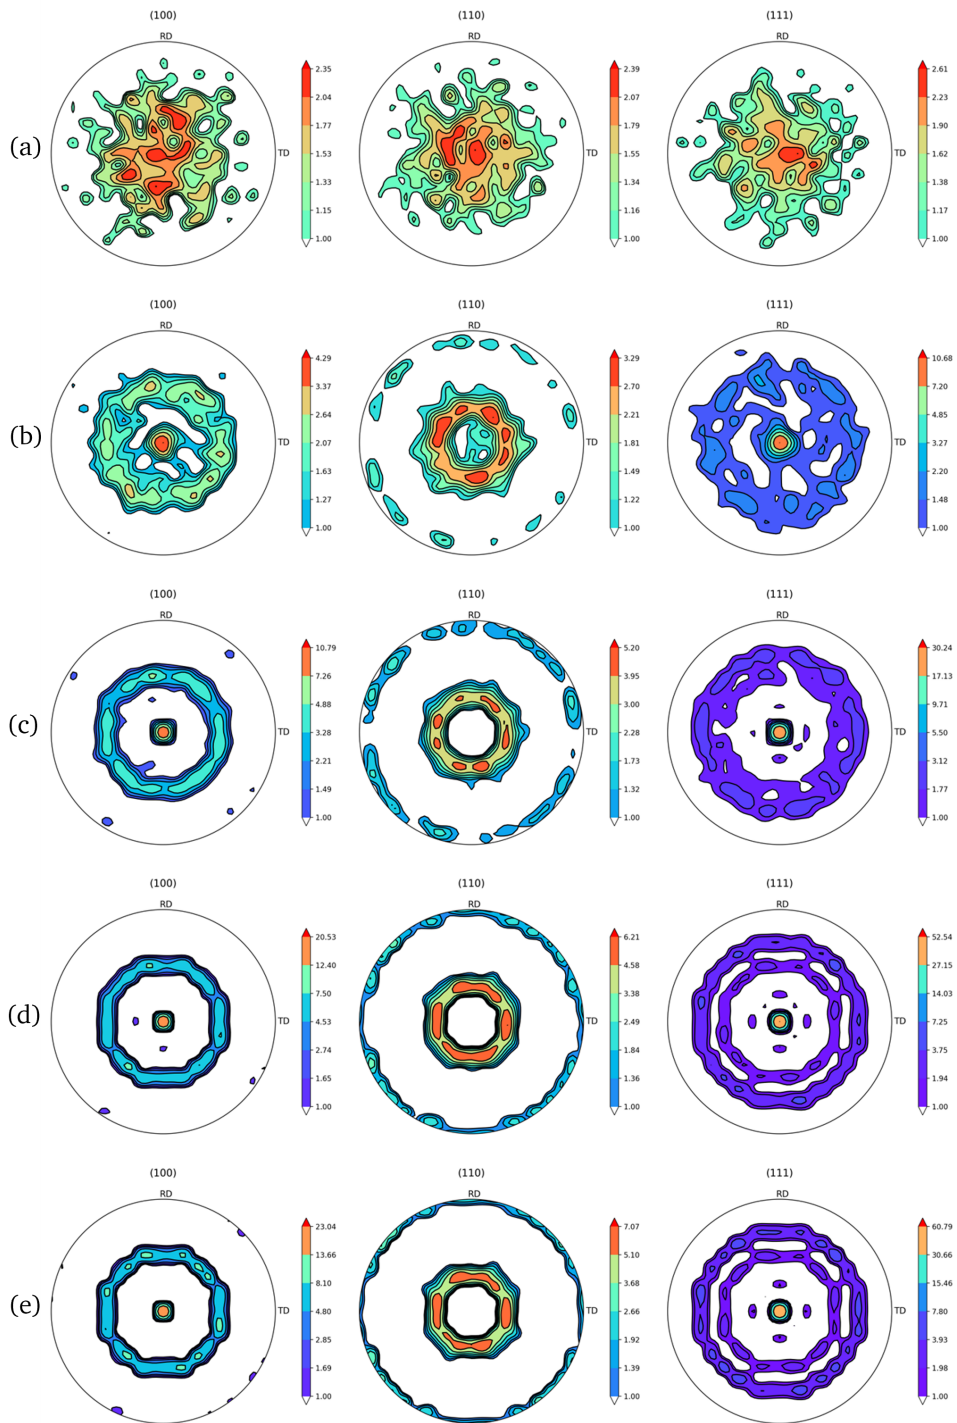 (100) (110) (111)
RD RD RD
(a)
TD TD TD
2.35 2.04 1.77 1.53 1.33 1.15 1.00
2.39 2.07 1.79 1.55 1.34 1.16 1.00
2.61 2.23 1.90 1.62 1.38 1.17 1.00
(100) (110) (111)
RD RD RD
(b)
TD TD TD
4.29 3.37 2.64 2.07 1.63 1.27 1.00
3.29 2.70 2.21 1.81 1.49 1.22 1.00
10.68 7.20 4.85 3.27 2.20 1.48 1.00
(100) (110) (111)
RD RD RD
(c)
TD TD TD
10.79 7.26 4.88 3.28 2.21 1.49 1.00
5.20 3.95 3.00 2.28 1.73 1.32 1.00
30.24 17.13 9.71 5.50 3.12 1.77 1.00
(100) (110) (111)
RD RD RD
(d)
TD TD TD
20.53 12.40 7.50 4.53 2.74 1.65 1.00
6.21 4.58 3.38 2.49 1.84 1.36 1.00
52.54 27.15 14.03 7.25 3.75 1.94 1.00
(100) (110) (111)
RD RD RD
(e)
TD TD TD
23.04 13.66 8.10 4.80 2.85 1.69 1.00
7.07 5.10 3.68 2.66 1.92 1.39 1.00
60.79 30.66 15.46 7.80 3.93 1.98 1.00